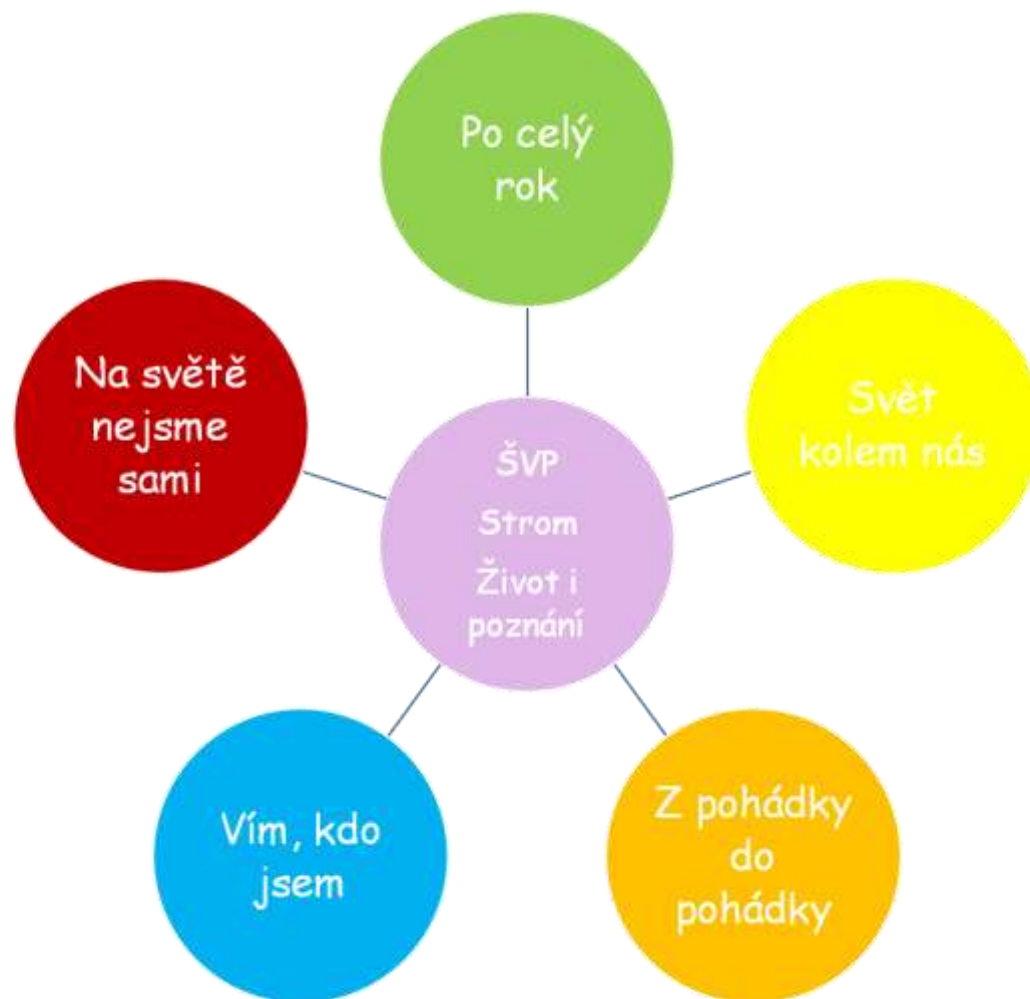 Po celý
rok
Na světě
nejsme
sami
Svět
kolem nás
ŠVP
Strom
Život i
poznání
Vím, kdo
jsem
Z pohádky
do
pohádky